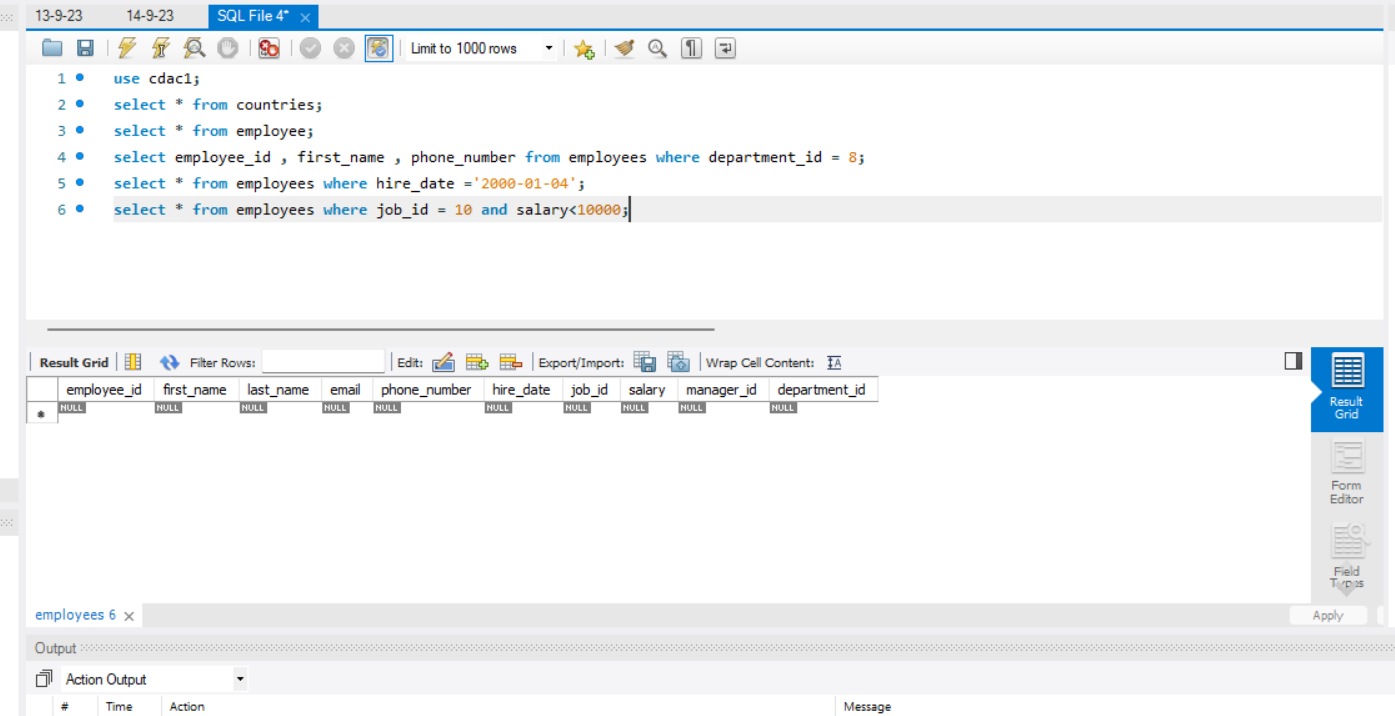 13-9-23 14-9-23 SQL File 4* ×
Limit to 1000 rows
1 use cdac1;
2 select * from countries;
3 select * from employee;
4 select employee_id , first_name , phone_number from employees where department_id = 8;
5 select * from employees where hire_date ='2000-01-04';
6 select * from employees where job_id = 10 and salary<10000;
Result Grid Filter Rows: Edit: Export/Import: Wrap Cell Content:
employee_id first_name last_name email phone_number hire_date job_id salary manager_id department_id
NULL NULL NULL NULL NULL NULL NULL NULL NULL NULL
Result
Grid
Form
Editor
Field
Types
employees 6 ×
Apply
Output
Action Output
# Time Action Message